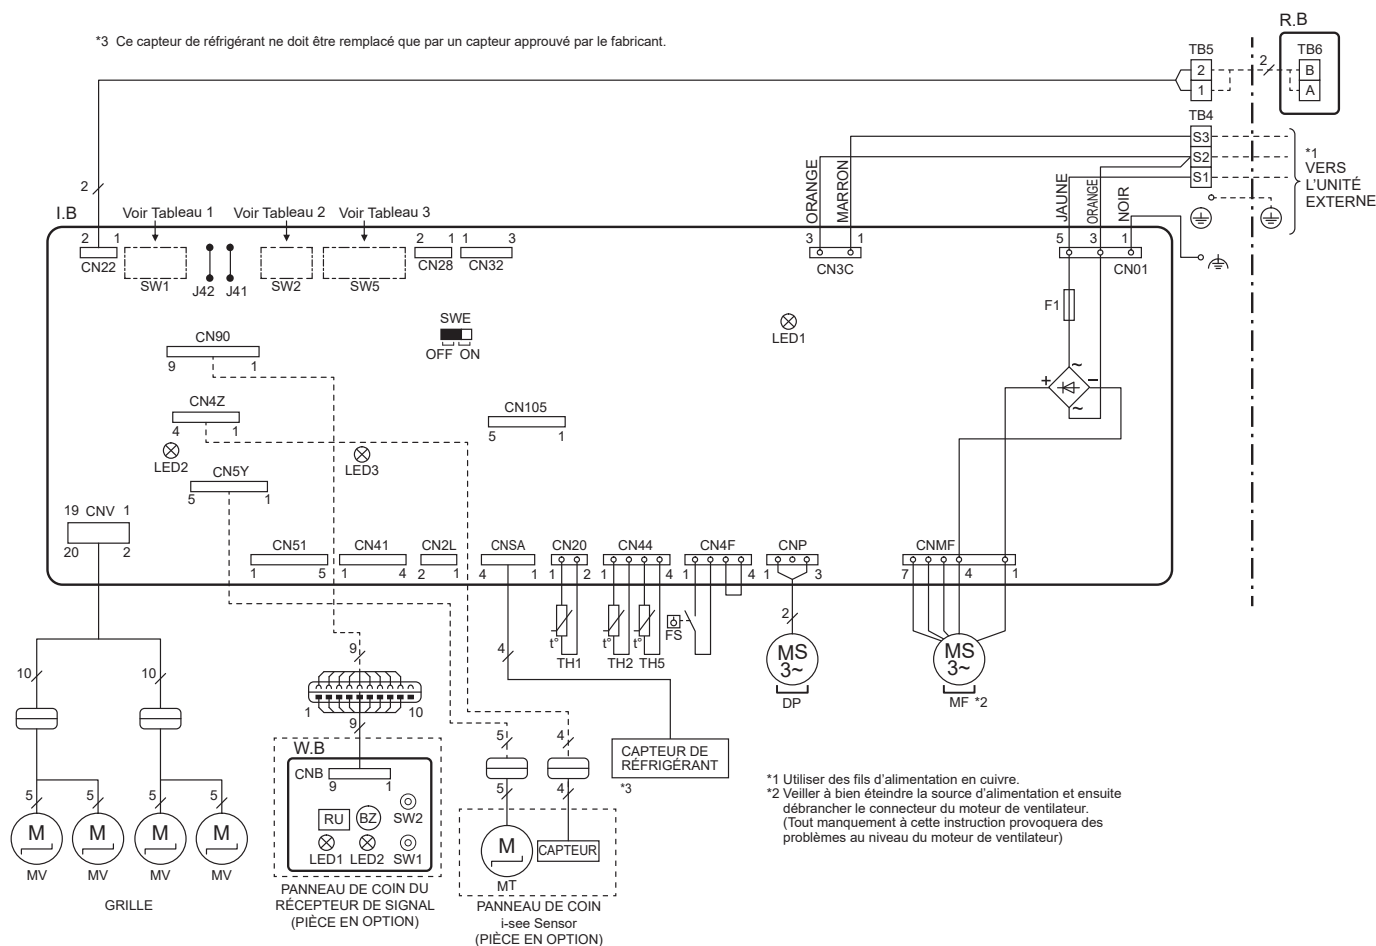 *3 Ce capteur de réfrigérant ne doit être remplacé que par un capteur approuvé par le fabricant.
R.B
TB5
2
TB6
2
B
1
A
TB4
S3
S2
S1
*1
VERS
L'UNITÉ
EXTERNE
ORANGE
MARRON
JAUNE
ORANGE
NOIR
2
I.B
Voir Tableau 1
Voir Tableau 2
Voir Tableau 3
2 1
2 1
1 3
3 1
5 3 1
CN22
SW1
J42
J41
SW2
SW5
CN28
CN32
CN3C
CN01
F1
SWE
OFF ON
LED1
CN90
9 1
~
+
–
~
CN4Z
4 1
CN105
5 1
LED2
LED3
CN5Y
5 1
19 CNV 1
20 2
CN51
1 5
CN41
1 4
CN2L
2 1
CNSA
4 1
CN20
1 2
CN44
1 4
CN4F
1 4
CNP
1 3
CNMF
7 4 1
t°
TH1
t°
TH2
t°
TH5
FS
2
MS
3~
DP
MS
3~
MF *2
4
9
10
10
1 10
9
5
4
CAPTEUR DE
RÉFRIGÉRANT
*3
W.B
CNB
9 1
RU
BZ
SW2
LED1
LED2
SW1
5
4
M
MT
CAPTEUR
5
5
5
5
M
M
M
M
MV
MV
MV
MV
GRILLE
PANNEAU DE COIN DU
RÉCEPTEUR DE SIGNAL
(PIÈCE EN OPTION)
PANNEAU DE COIN
i-see Sensor
(PIÈCE EN OPTION)
*1 Utiliser des fils d'alimentation en cuivre.
*2 Veiller à bien éteindre la source d'alimentation et ensuite
débrancher le connecteur du moteur de ventilateur.
(Tout manquement à cette instruction provoquera des
problèmes au niveau du moteur de ventilateur)